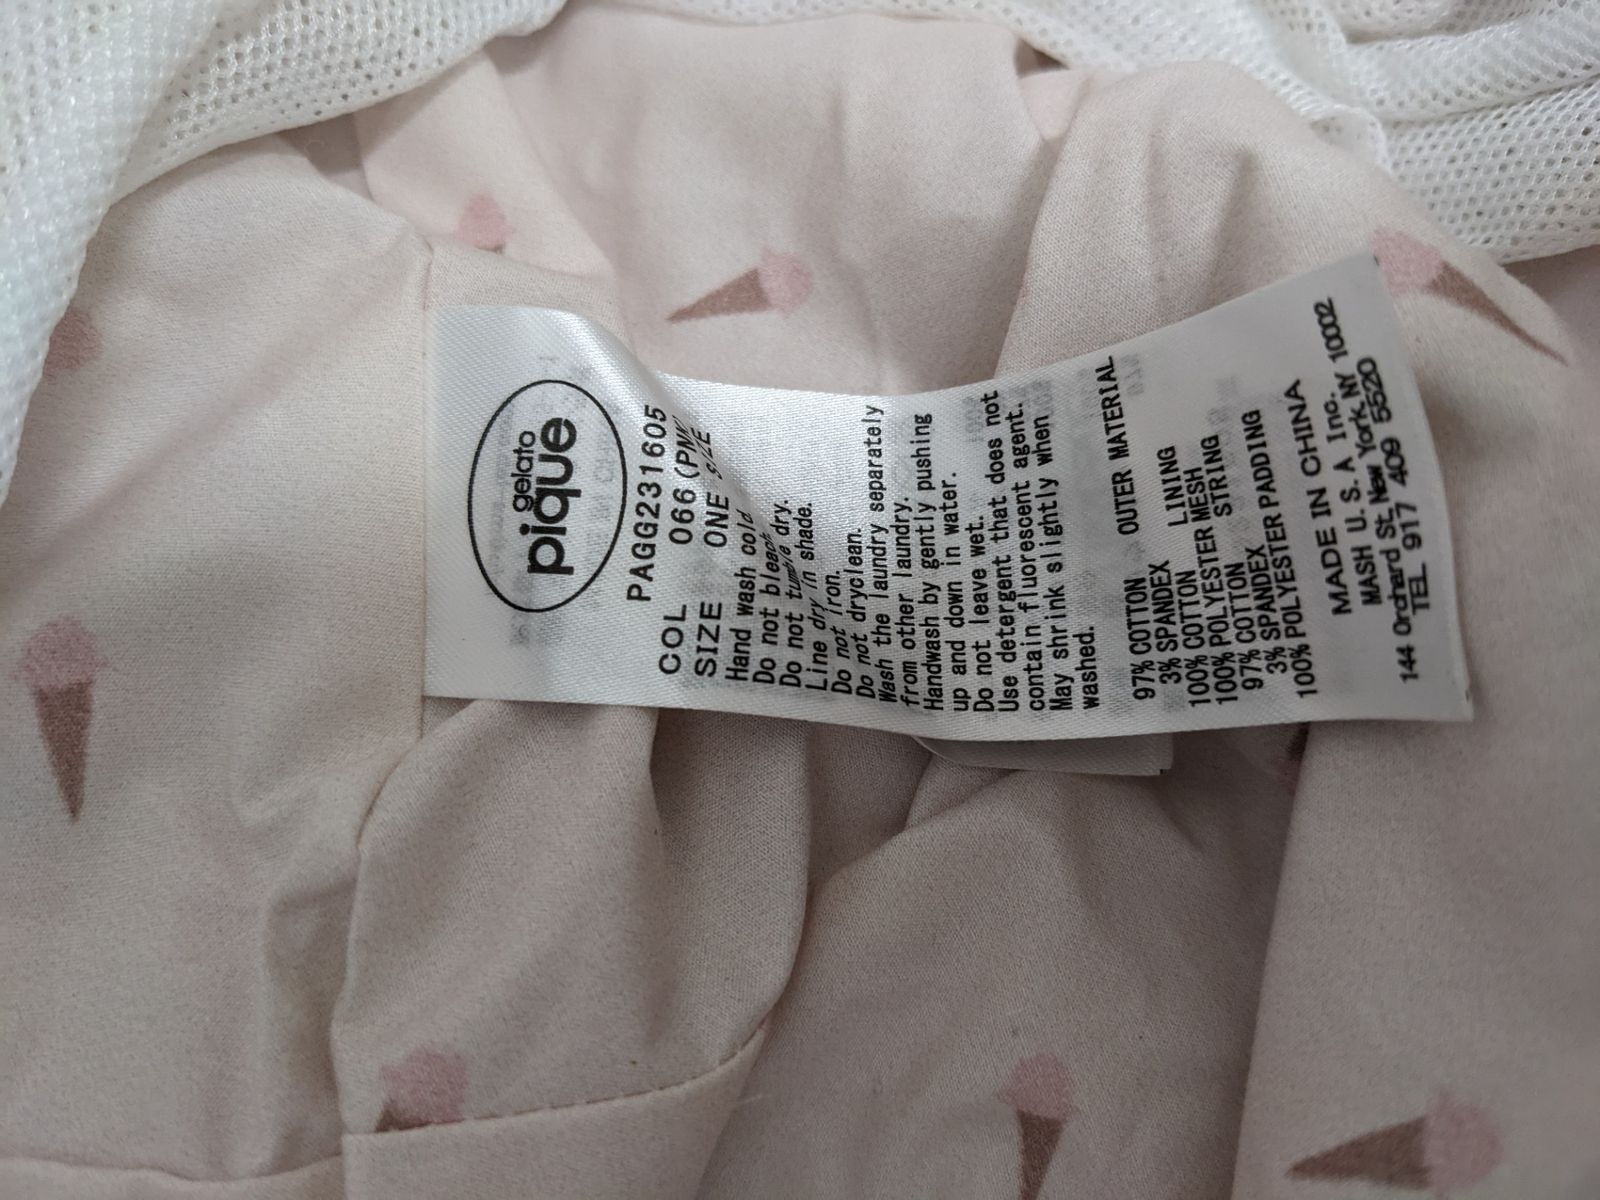 gelato
pique
PAGG231605
COL 066(PNK
SIZE ONE SIZE
Hand wash cold
Do not bleach
Do not tumble dry.
Line dry in shade.
Do not iron.
Do not dryclean.
Wash the laundry separately
from other laundry.
Handwash by gently pushing
up and down in water.
Do not leave wet.
Use detergent that does not
contain fluorescent agent.
May shrink slightly when
washed.
OUTER MATERIAL
97% COTTON
3% SPANDEX LINING
100% COTTON
100% POLYESTER MESH
97% COTTON STRING
3% SPANDEX
100% POLYESTER PADDING
MADE IN CHINA
MASH U. S. A Inc.
144 Orchard St. New York, NY 10002
TEL 917 409 5520